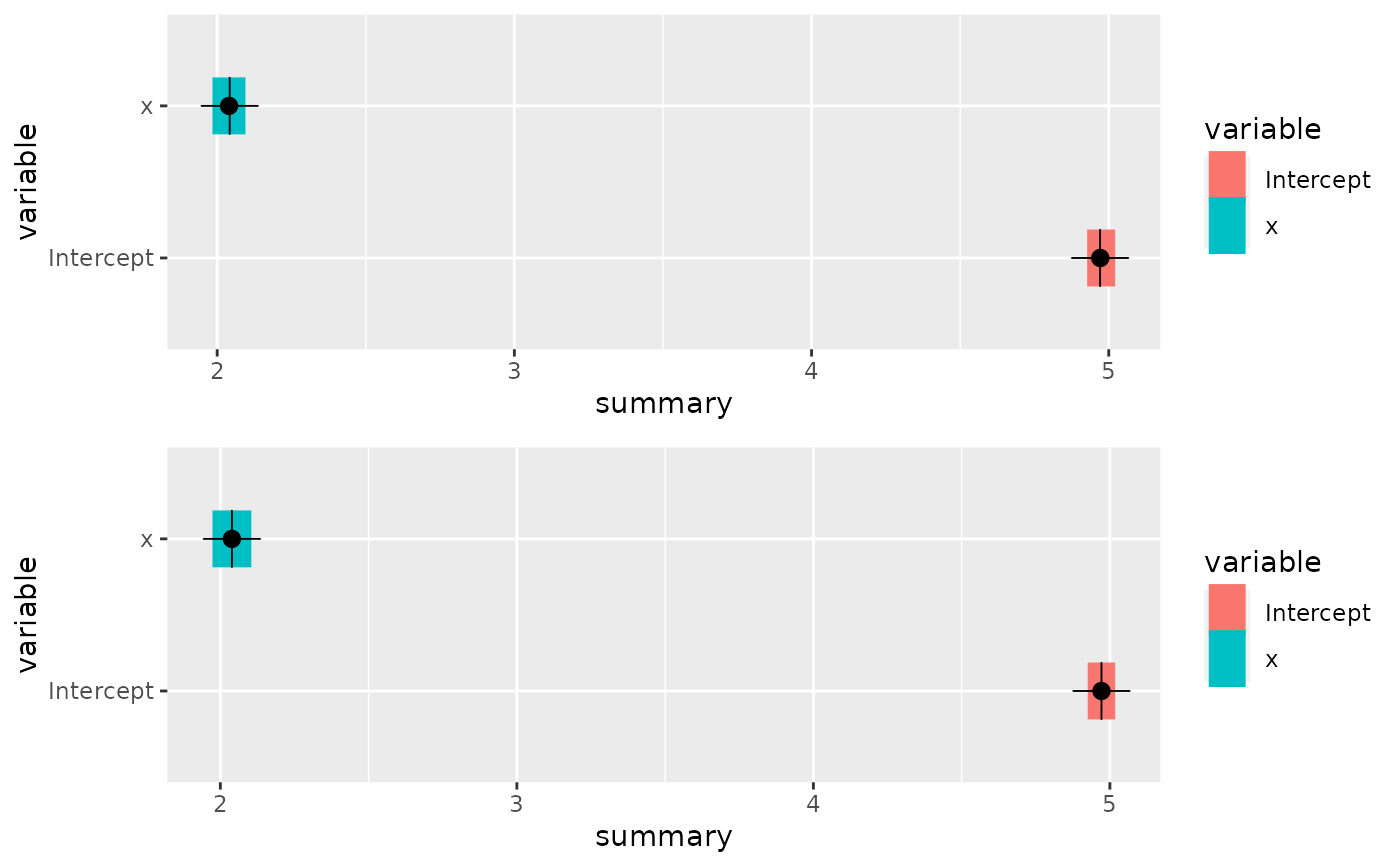 variable
x
Intercept
2 3 4 5
summary
variable
Intercept
x
variable
x
Intercept
2 3 4 5
summary
variable
Intercept
x